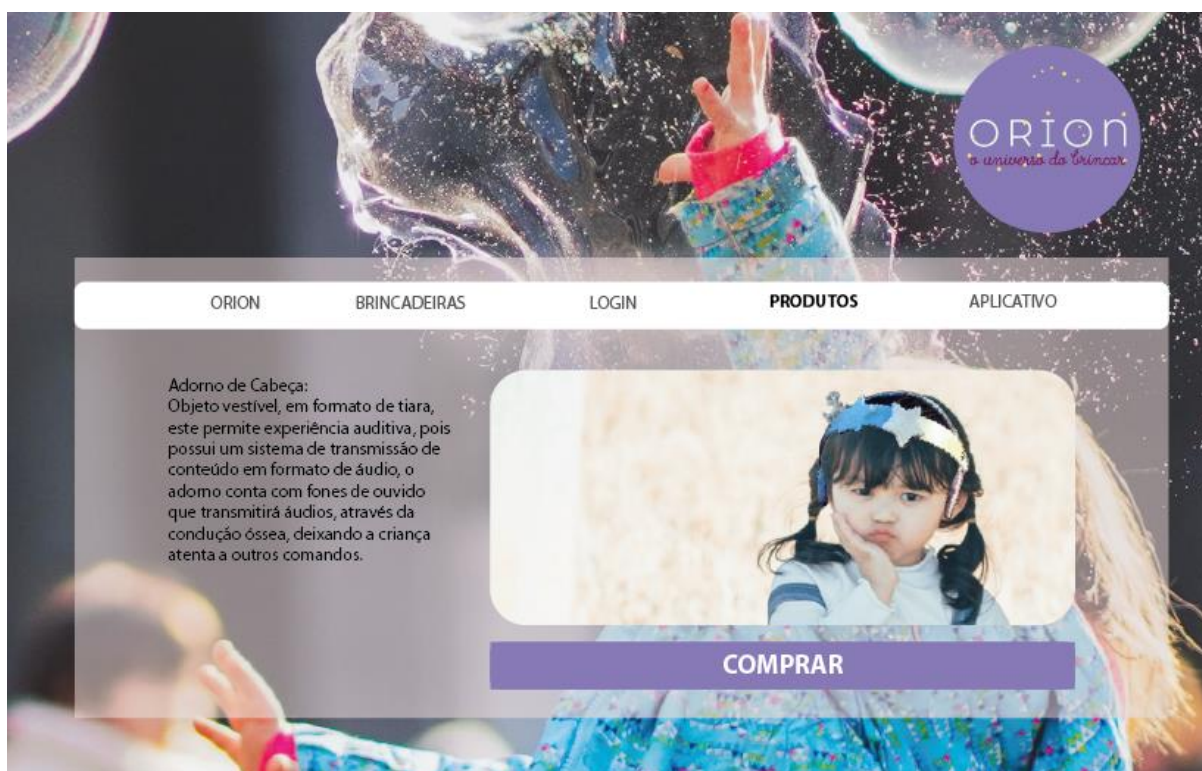 ORION
o universo do brincar
ORION BRINCADEIRAS LOGIN PRODUTOS APLICATIVO
Adorno de Cabeça:
Objeto vestível, em formato de tiara,
este permite experiência auditiva, pois
possui um sistema de transmissão de
conteúdo em formato de áudio, o
adorno conta com fones de ouvido
que transmitirá áudios, através da
condução óssea, deixando a criança
atenta a outros comandos.
COMPRAR